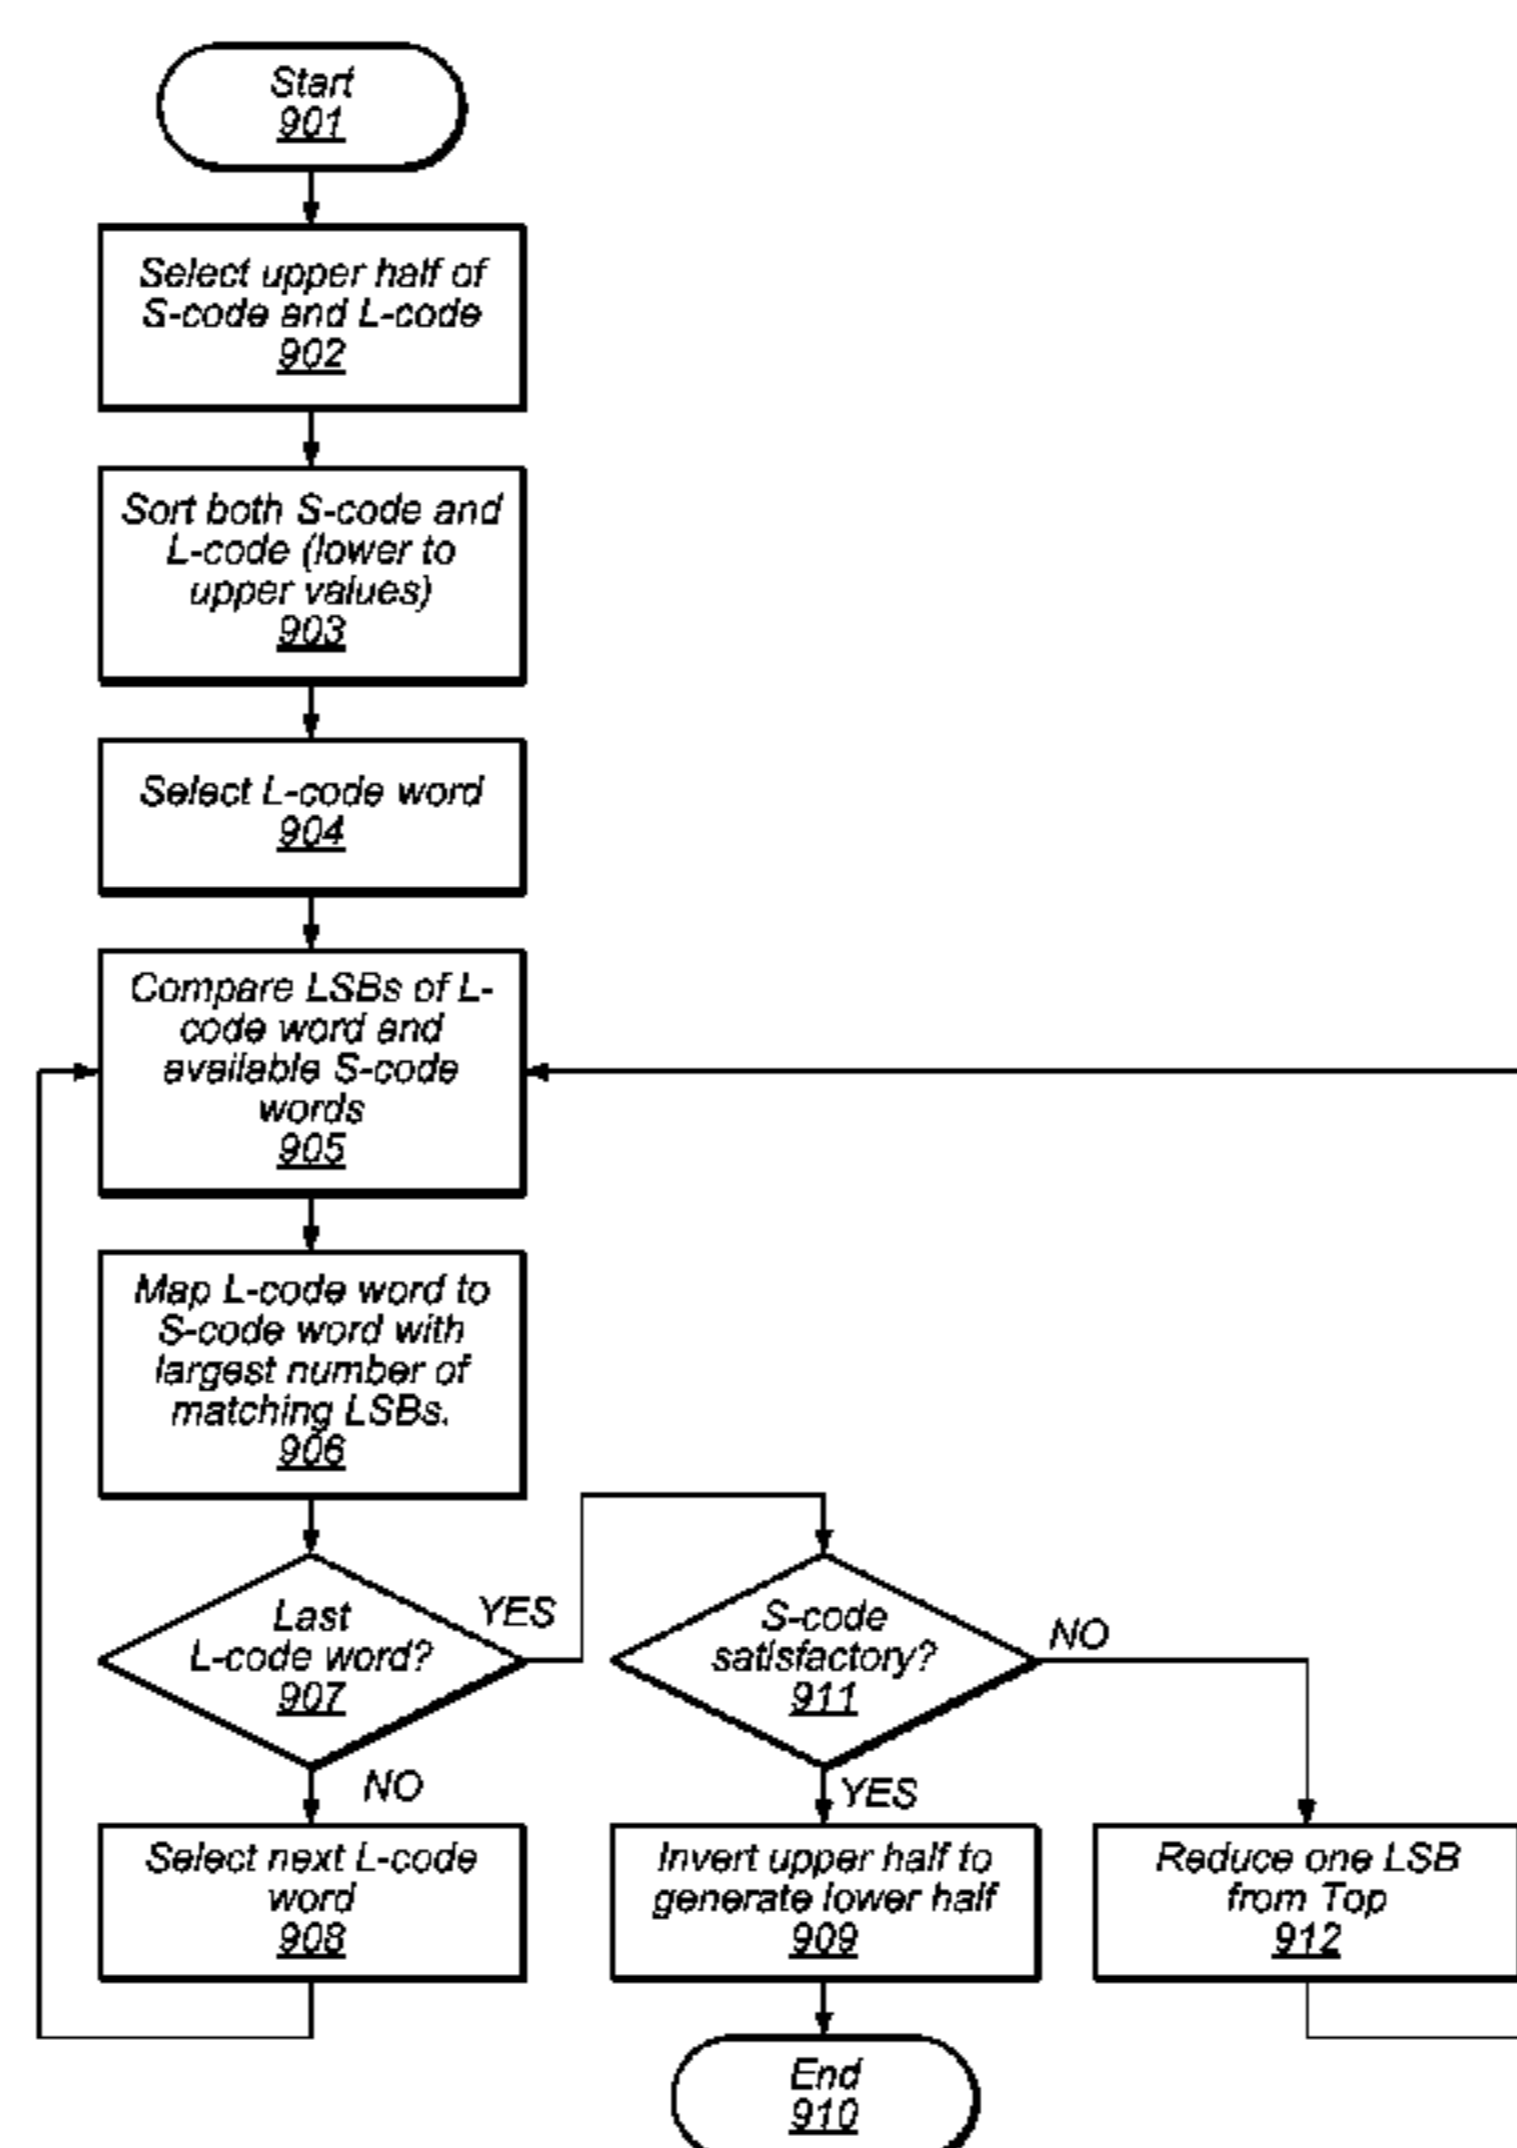 Start
901
Select upper half of
S-code and L-code
902
Sort both S-code and
L-code (lower to
upper values)
903
Select L-code word
904
Compare LSBs of L-
code word and
available S-code
words
905
Map L-code word to
S-code word with
largest number of
matching LSBs.
906
Last
L-code word?
907
YES
NO
S-code
satisfactory?
911
NO
YES
Select next L-code
word
908
Invert upper half to
generate lower half
909
Reduce one LSB
from Top
912
End
910